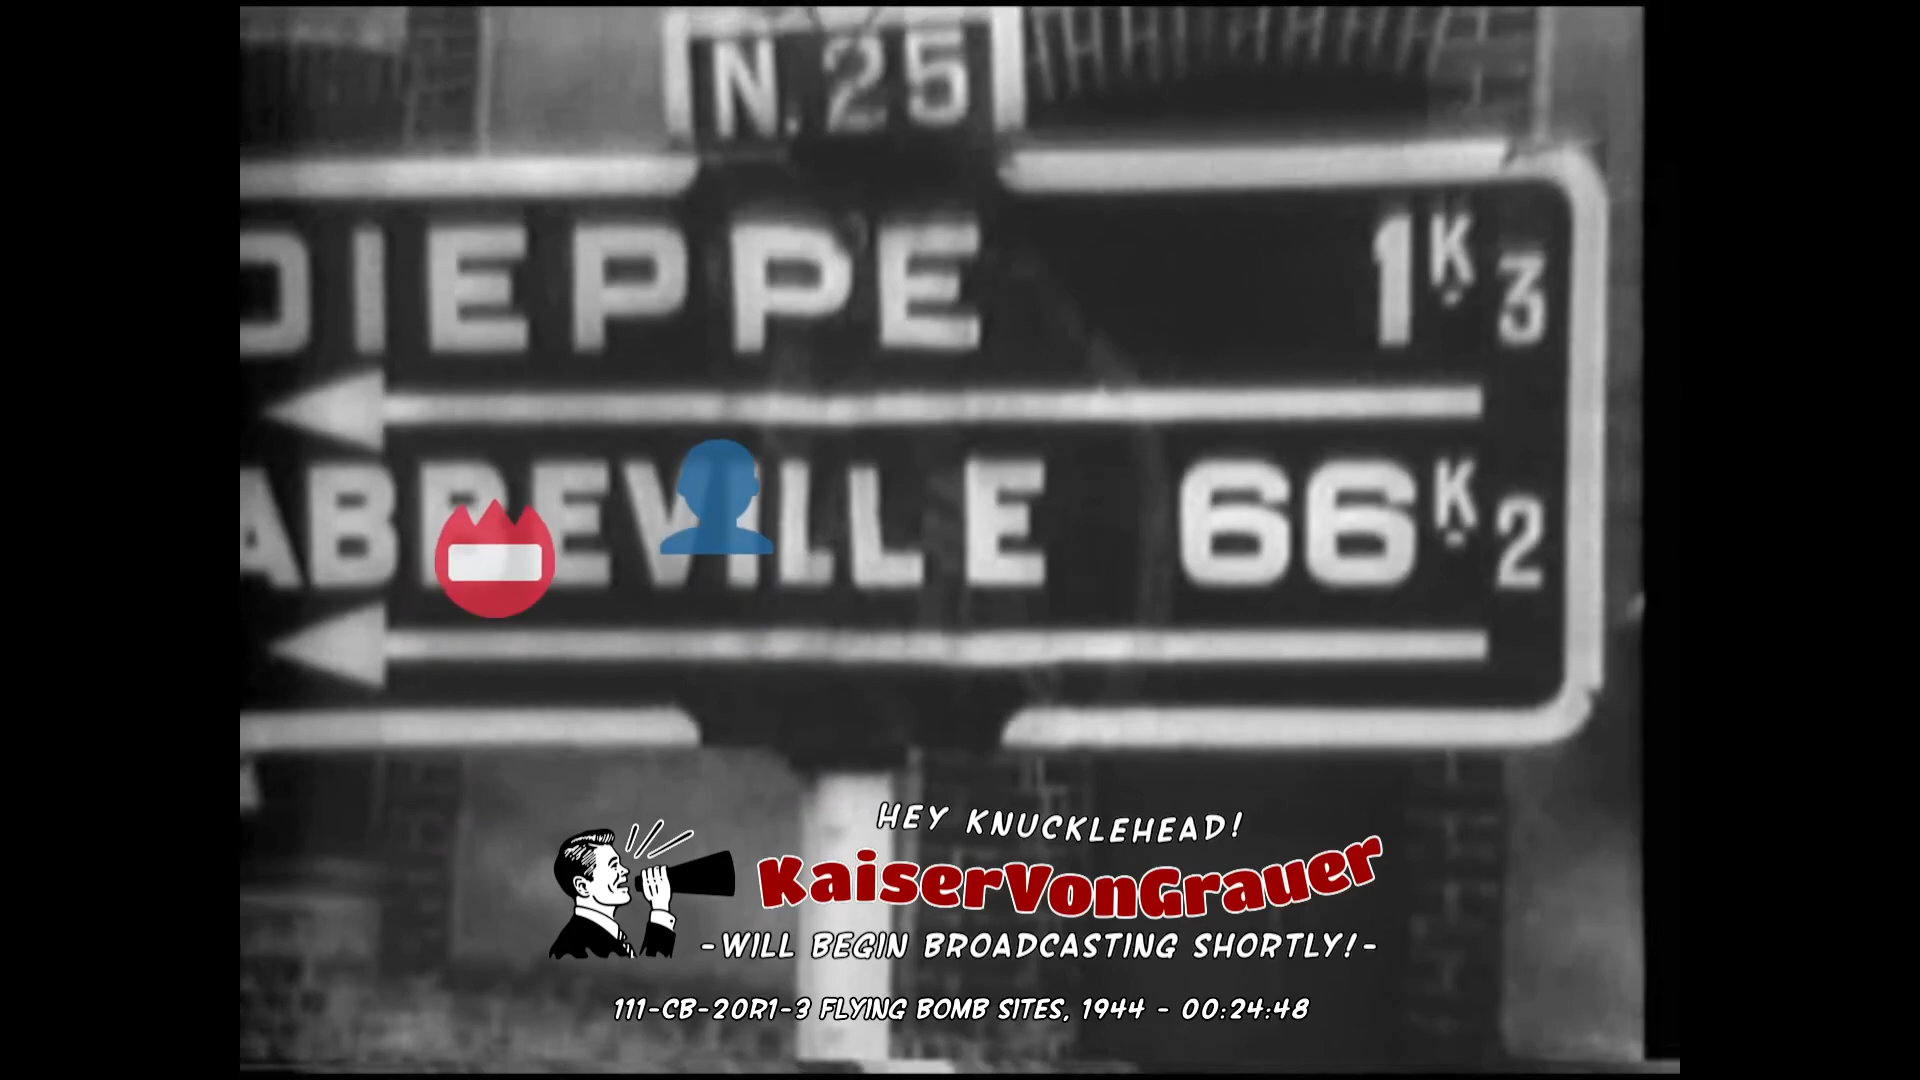 N.25
DIEPPE 1K3
ABBEVILLE 66K2
HEY KNUCKLEHEAD!
KaiserVonGrauer
-WILL BEGIN BROADCASTING SHORTLY!-
111-CB-20R1-3 FLYING BOMB SITES, 1944 - 00:24:48